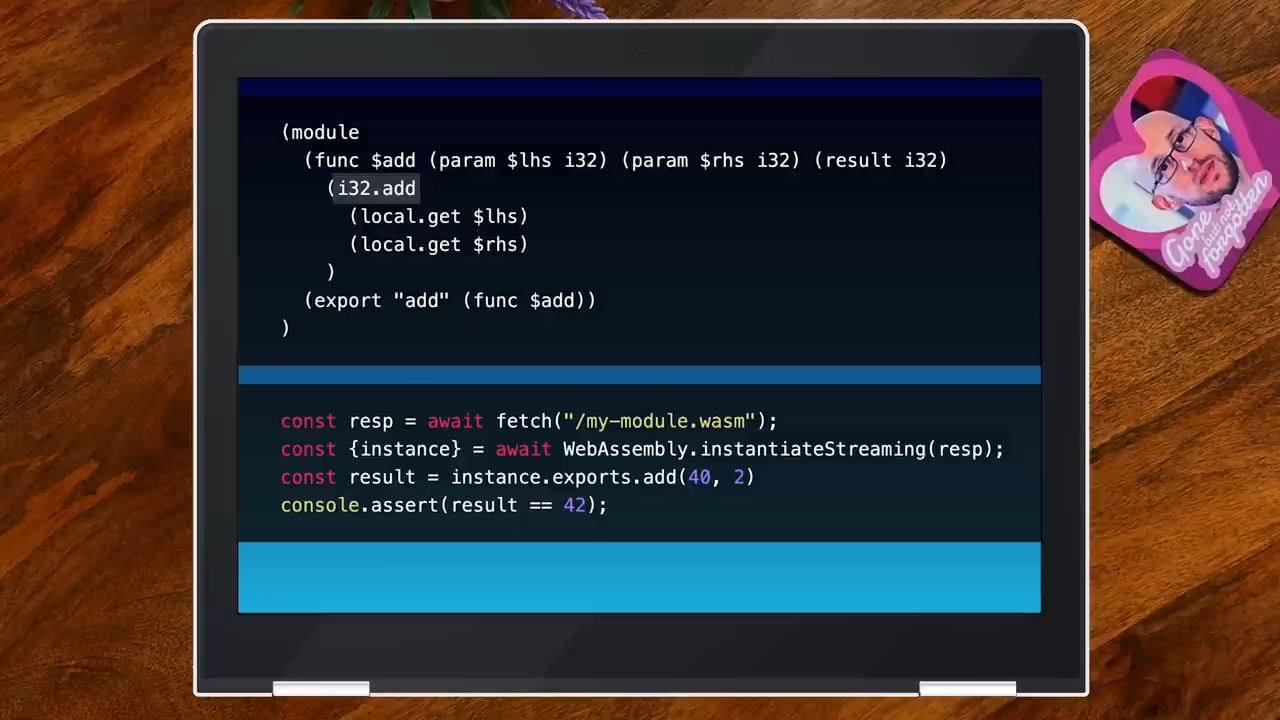 (module
(func $add (param $lhs i32) (param $rhs i32) (result i32)
(i32.add
(local.get $lhs)
(local.get $rhs)
)
(export "add" (func $add))
)
const resp = await fetch("/my-module.wasm");
const {instance} = await WebAssembly.instantiateStreaming(resp);
const result = instance.exports.add(40, 2)
console.assert(result == 42);
Gone
but not
forgotten